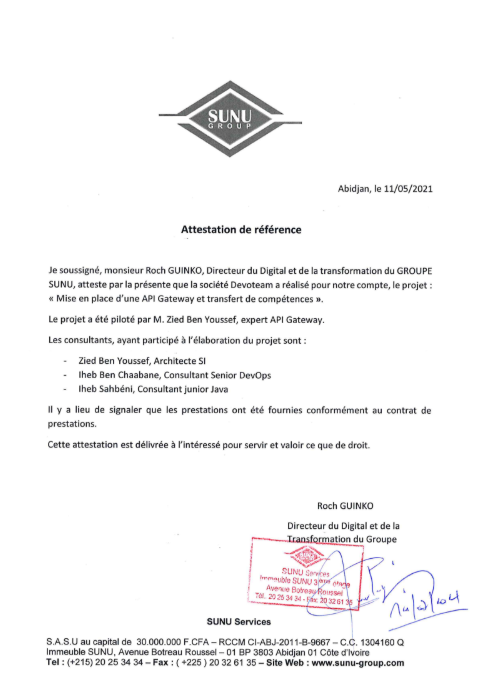 SUNU
GROUP
Abidjan, le 11/05/2021
Attestation de référence
Je soussigné, monsieur Roch GUINKO, Directeur du Digital et de la transformation du GROUPE
SUNU, atteste par la présente que la société Devoteam a réalisé pour notre compte, le projet :
« Mise en place d'une API Gateway et transfert de compétences ».
Le projet a été piloté par M. Zied Ben Youssef, expert API Gateway.
Les consultants, ayant participé à l'élaboration du projet sont :
- Zied Ben Youssef, Architecte SI
- Iheb Ben Chaabane, Consultant Senior DevOps
- Iheb Sahbéni, Consultant junior Java
Il y a lieu de signaler que les prestations ont été fournies conformément au contrat de
prestations.
Cette attestation est délivrée à l'intéressé pour servir et valoir ce que de droit.
Roch GUINKO
Directeur du Digital et de la
Transformation du Groupe
SUNU Services
Immeuble SUNU 3ème étage
Avenue Botreau Roussel
Tél. 20 25 34 34 - Fax: 20 32 61 35
SUNU Services
S.A.S.U au capital de 30.000.000 F.CFA – RCCM CI-ABJ-2011-B-9667 – C.C. 1304160 Q
Immeuble SUNU, Avenue Botreau Roussel – 01 BP 3803 Abidjan 01 Côte d'Ivoire
Tel : (+215) 20 25 34 34 – Fax : ( +225 ) 20 32 61 35 – Site Web : www.sunu-group.com